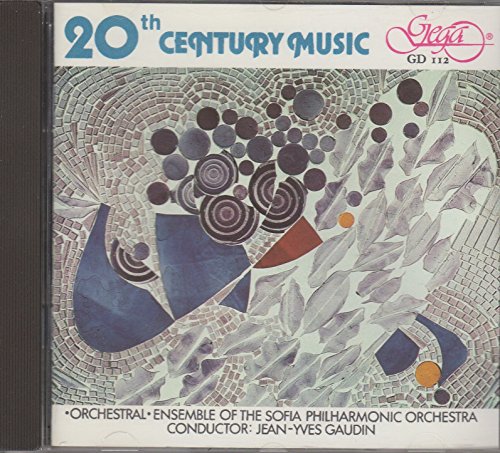 20th CENTURY MUSIC
Gega ®
GD 112
•ORCHESTRAL• ENSEMBLE OF THE SOFIA PHILHARMONIC ORCHESTRA
CONDUCTOR: JEAN-YVES GAUDIN